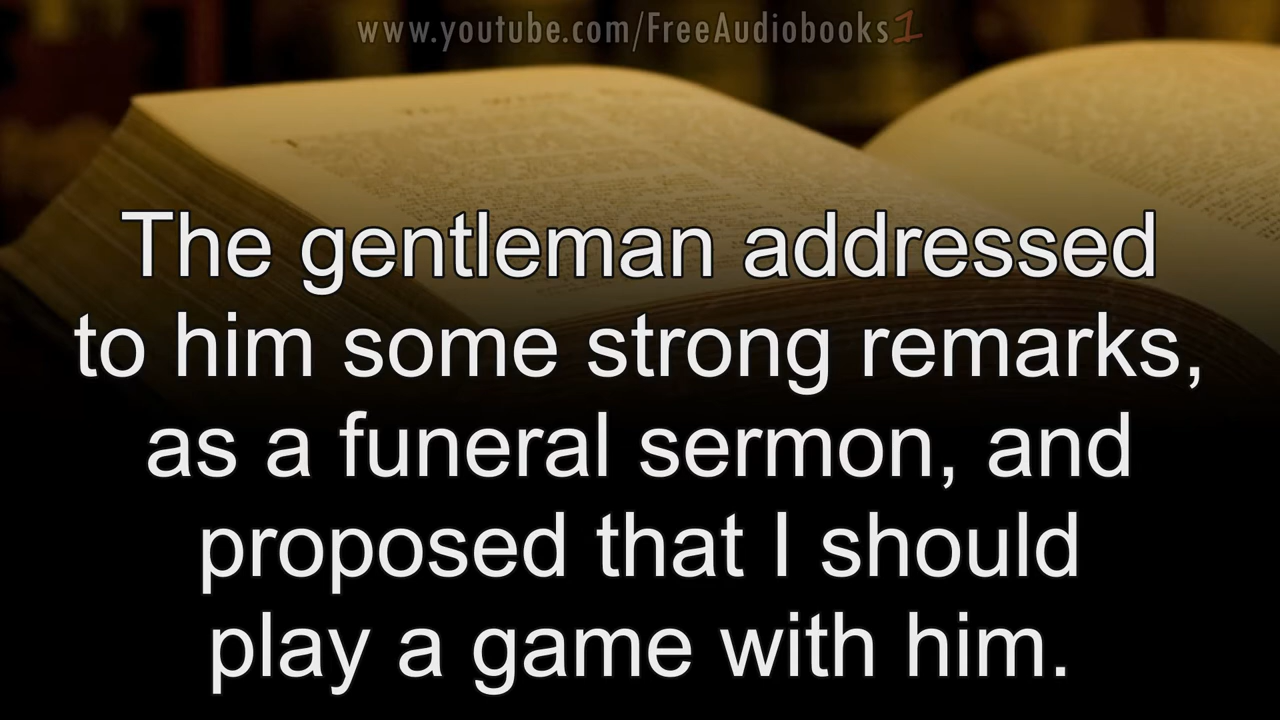 www.youtube.com/FreeAudiobooks1
The gentleman addressed
to him some strong remarks,
as a funeral sermon, and
proposed that I should
play a game with him.